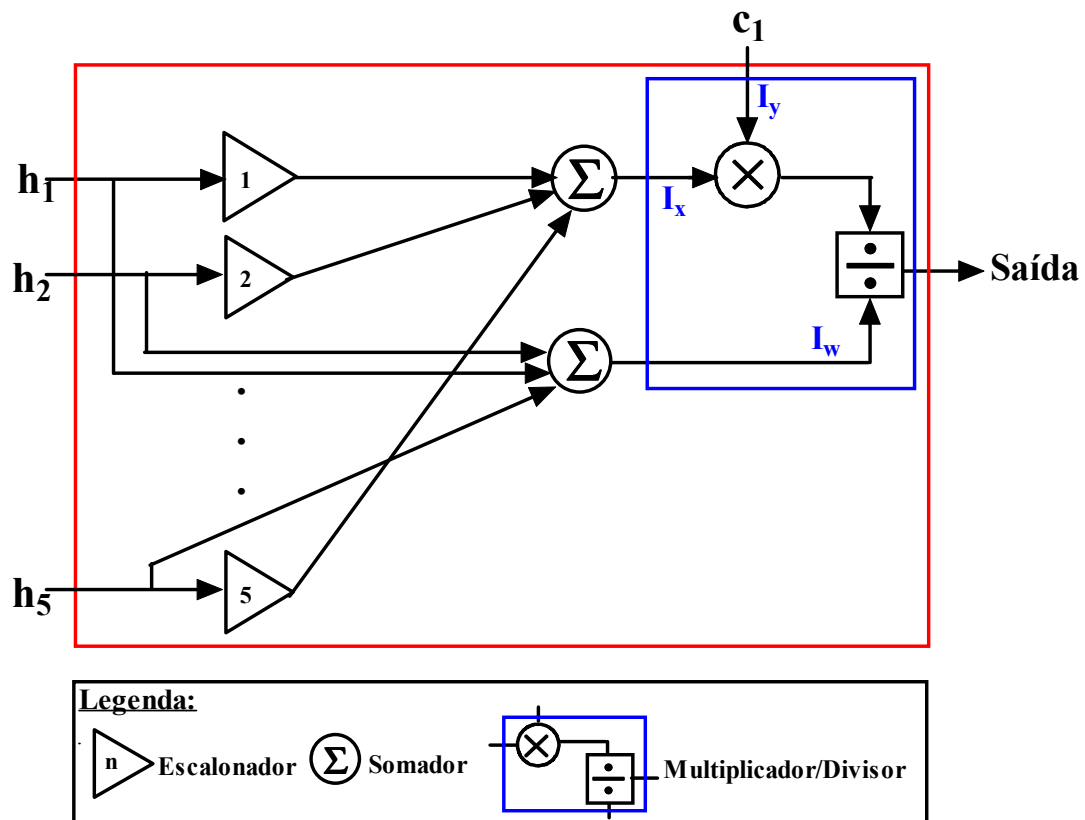 c1
Iy
h1
1
Σ
×
Ix
h2
2
÷
Saída
Σ
Iw
h5
5
Legenda:
n
Escalonador
Σ
Somador
×
÷
Multiplicador/Divisor